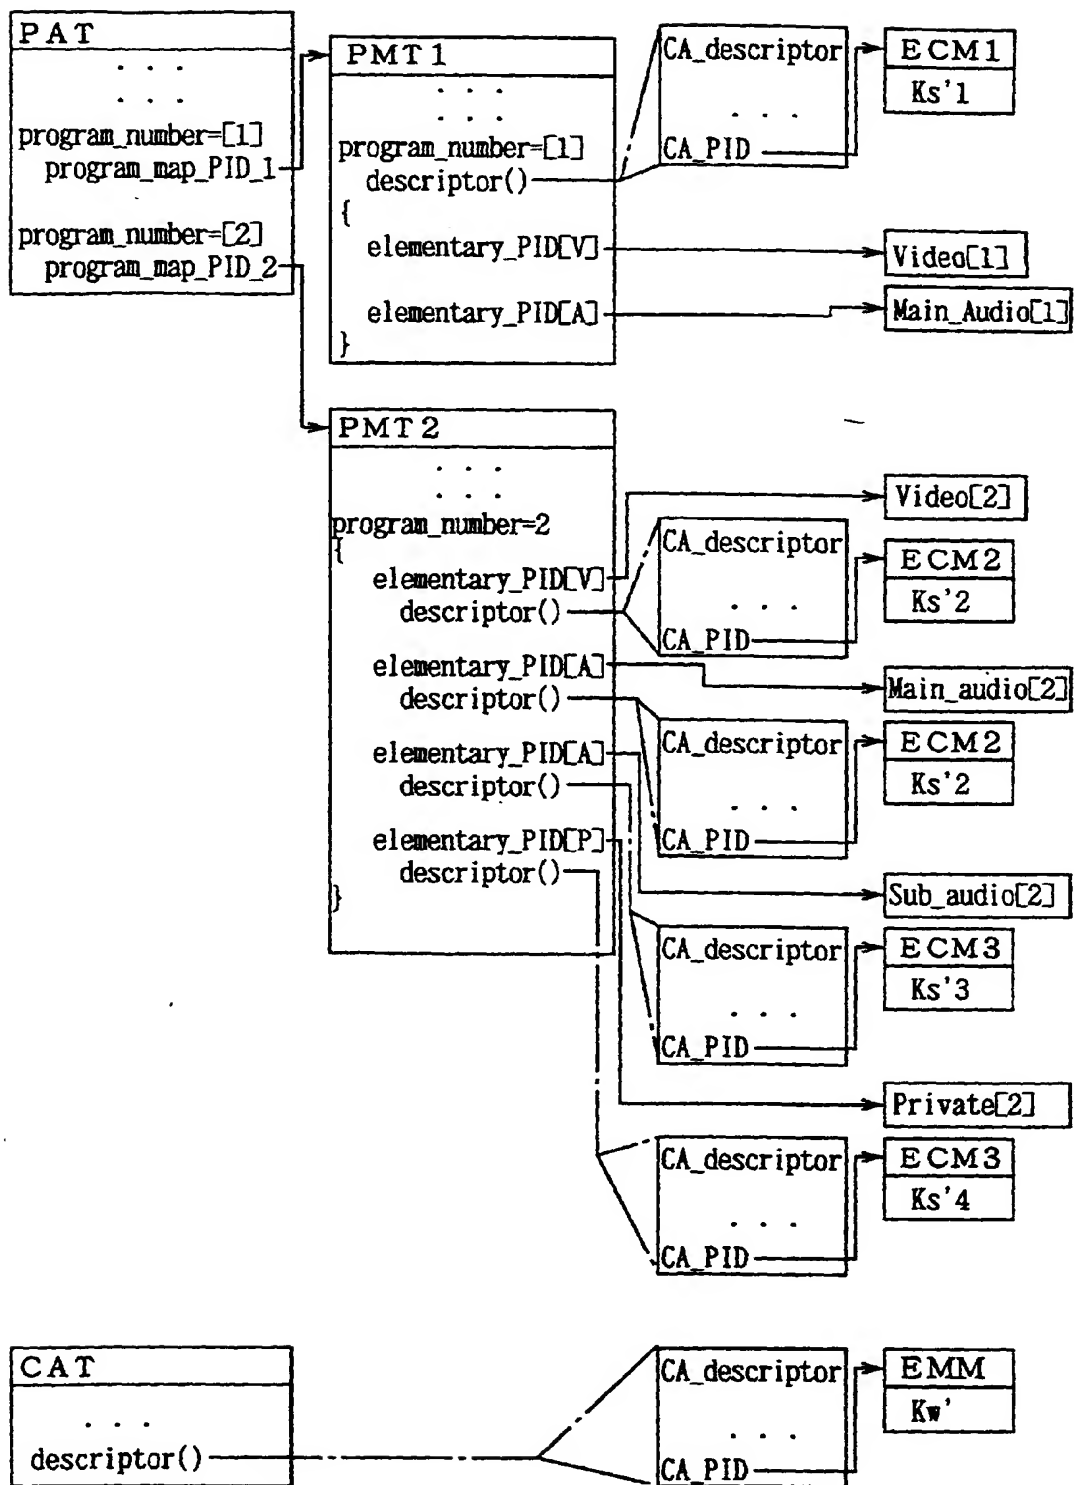 PAT
. . .
. . .
program_number=[1]
program_map_PID_1
program_number=[2]
program_map_PID_2
PMT1
. . .
. . .
program_number=[1]
descriptor()
{
elementary_PID[V]
elementary_PID[A]
}
CA_descriptor
. . .
CA_PID
ECM1
Ks'1
Video[1]
Main_Audio[1]
PMT2
. . .
. . .
program_number=2
{
elementary_PID[V]
descriptor()
elementary_PID[A]
descriptor()
elementary_PID[A]
descriptor()
elementary_PID[P]
descriptor()
}
Video[2]
CA_descriptor
. . .
CA_PID
ECM2
Ks'2
Main_audio[2]
CA_descriptor
. . .
CA_PID
ECM2
Ks'2
Sub_audio[2]
CA_descriptor
. . .
CA_PID
ECM3
Ks'3
Private[2]
CA_descriptor
. . .
CA_PID
ECM3
Ks'4
CAT
. . .
descriptor()
CA_descriptor
. . .
CA_PID
EMM
Kw'